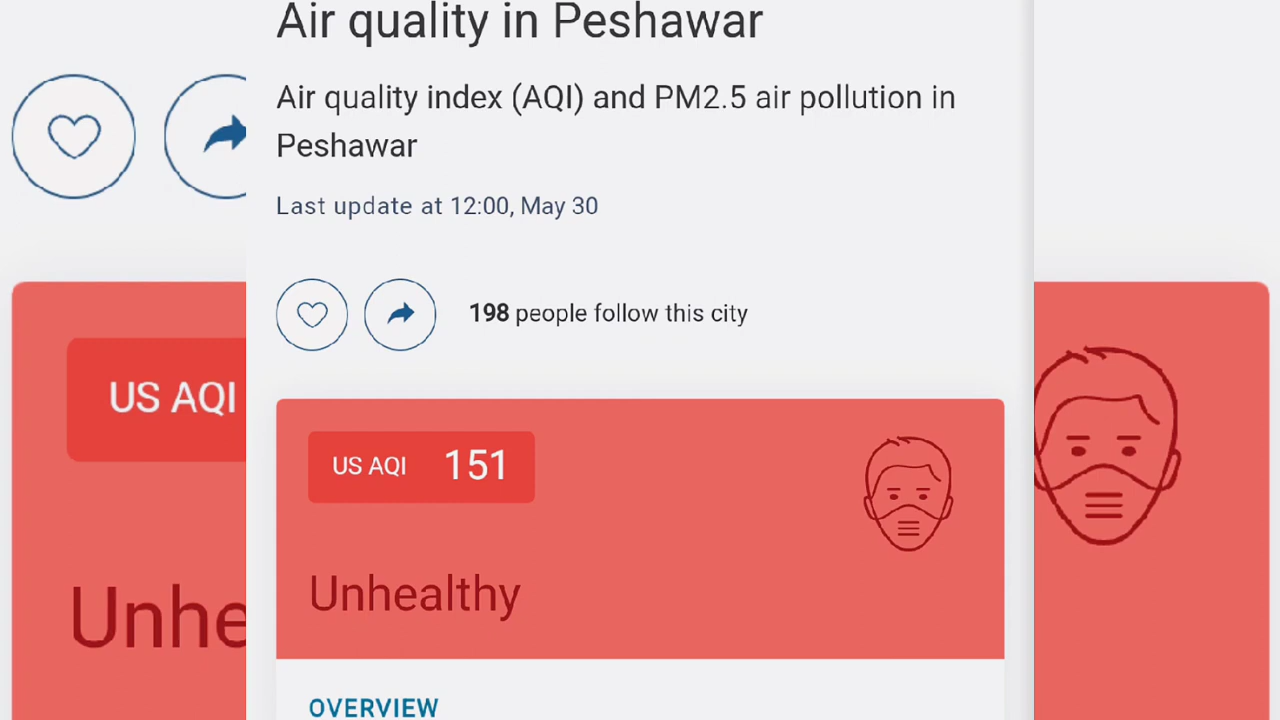 Air quality in Peshawar
Air quality index (AQI) and PM2.5 air pollution in
Peshawar
Last update at 12:00, May 30
198 people follow this city
US AQI
US AQI 151
Unhealthy
Unhe
OVERVIEW